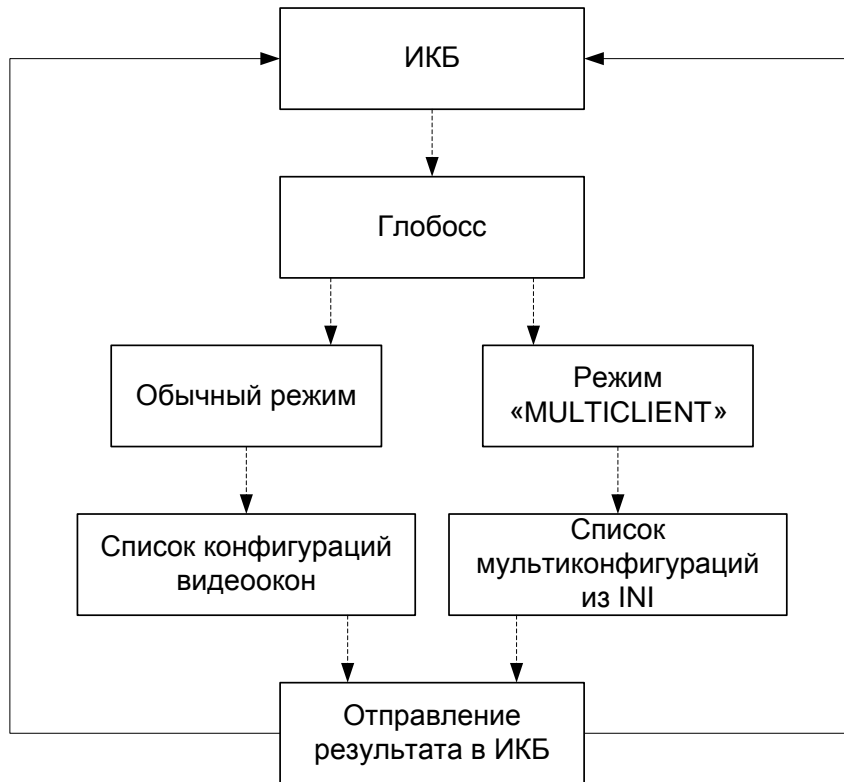 ИКБ
Глобосс
Обычный режим
Режим
«MULTICLIENT»
Список конфигураций
видеоокон
Список
мультиконфигураций
из INI
Отправление
результата в ИКБ